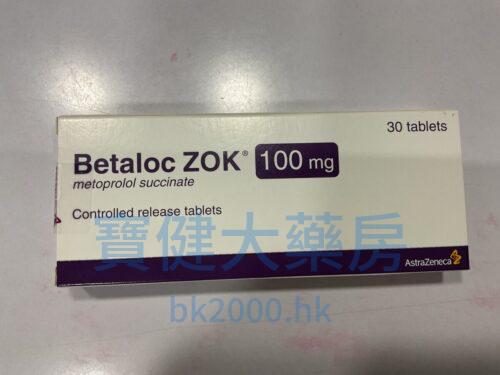 30 tablets
Betaloc ZOK® 100 mg
metoprolol succinate
Controlled release tablets
寶健大藥房
AstraZeneca
bk2000.hk